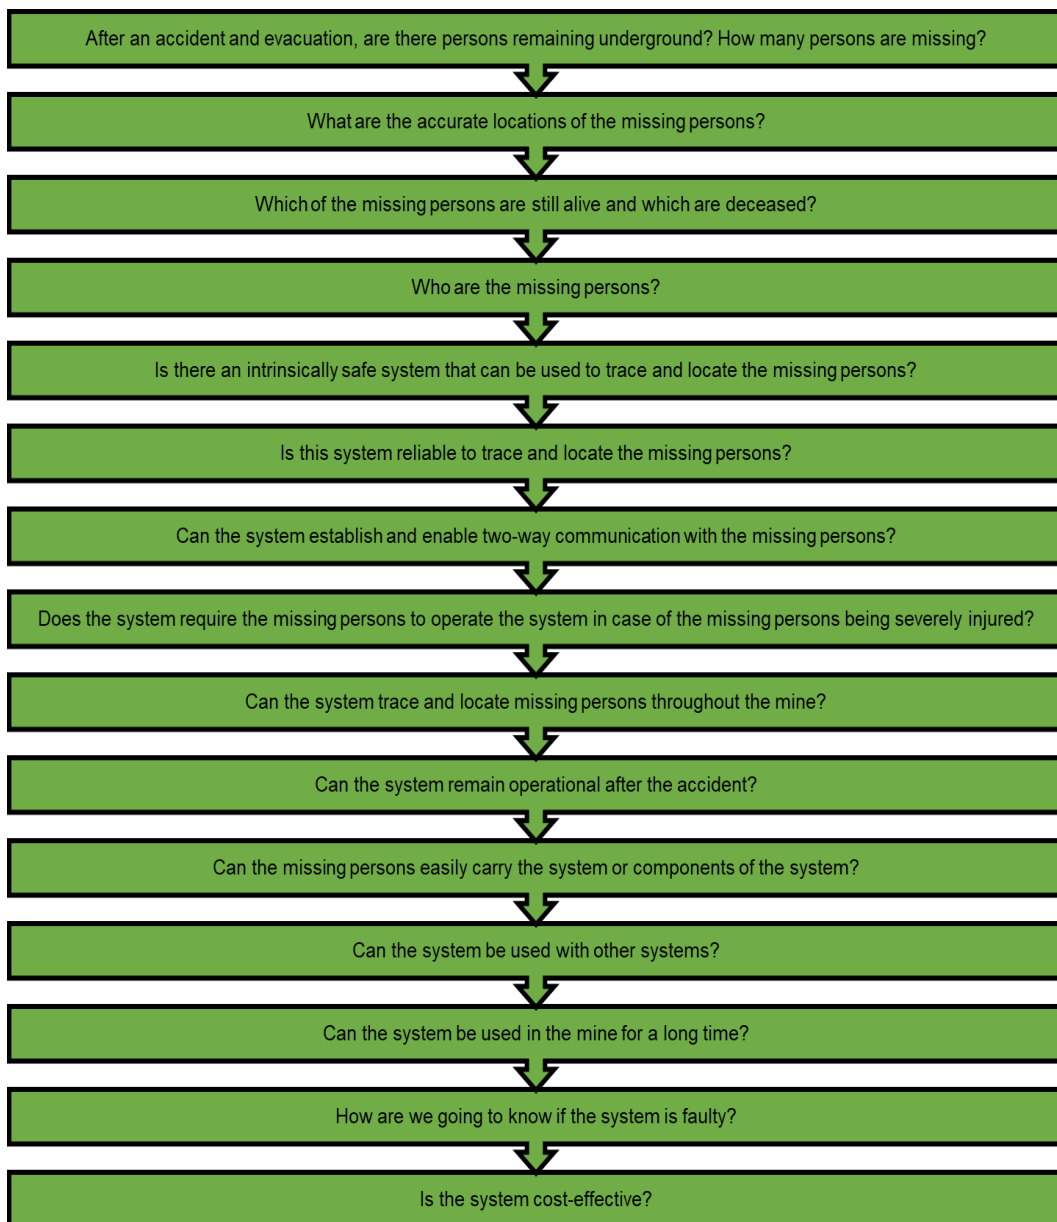 After an accident and evacuation, are there persons remaining underground? How many persons are missing?
What are the accurate locations of the missing persons?
Which of the missing persons are still alive and which are deceased?
Who are the missing persons?
Is there an intrinsically safe system that can be used to trace and locate the missing persons?
Is this system reliable to trace and locate the missing persons?
Can the system establish and enable two-way communication with the missing persons?
Does the system require the missing persons to operate the system in case of the missing persons being severely injured?
Can the system trace and locate missing persons throughout the mine?
Can the system remain operational after the accident?
Can the missing persons easily carry the system or components of the system?
Can the system be used with other systems?
Can the system be used in the mine for a long time?
How are we going to know if the system is faulty?
Is the system cost-effective?